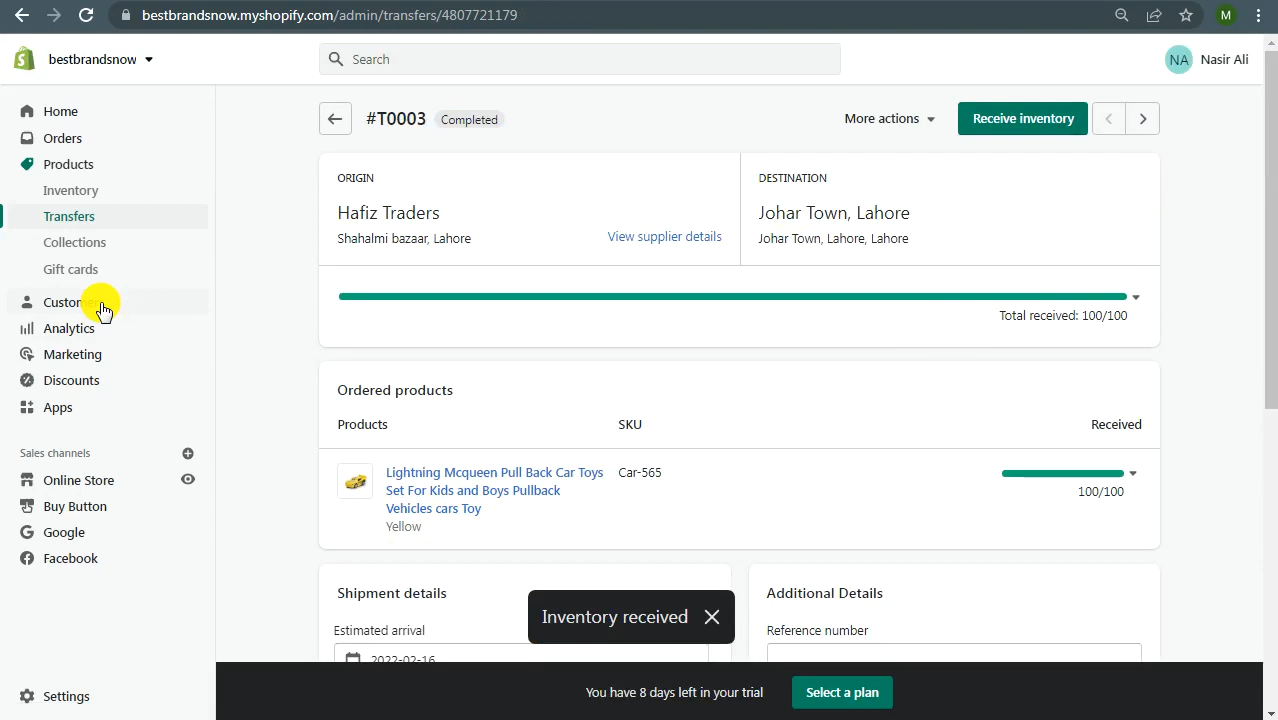 bestbrandsnow.myshopify.com/admin/transfers/4807721179
M
bestbrandsnow
Search
NA Nasir Ali
Home
Orders
Products
Inventory
Transfers
Collections
Gift cards
Customers
Analytics
Marketing
Discounts
Apps
Sales channels
Online Store
Buy Button
Google
Facebook
Settings
#T0003 Completed
More actions
Receive inventory
ORIGIN
Hafiz Traders
Shahalmi bazaar, Lahore
View supplier details
DESTINATION
Johar Town, Lahore
Johar Town, Lahore, Lahore
Total received: 100/100
Ordered products
Products SKU Received
Lightning Mcqueen Pull Back Car Toys
Set For Kids and Boys Pullback
Vehicles cars Toy
Yellow
Car-565
100/100
Shipment details
Estimated arrival
2022-02-16
Additional Details
Reference number
Inventory received
You have 8 days left in your trial
Select a plan